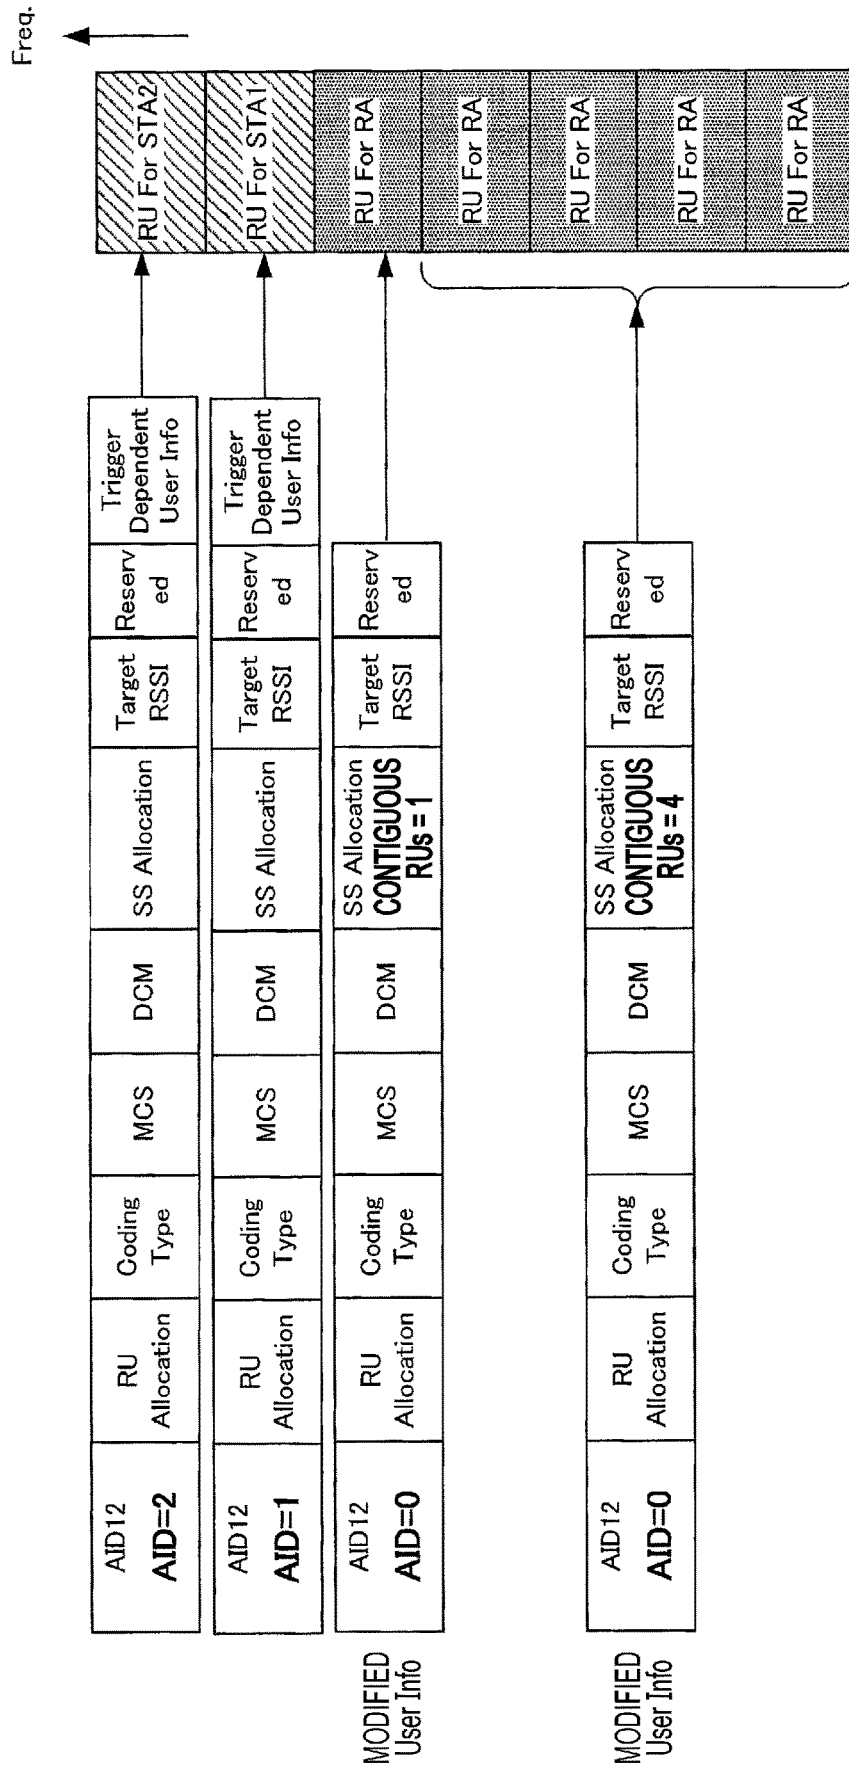 Freq.
AID12
AID=2
RU
Allocation
Coding
Type
MCS
DCM
SS Allocation
Target
RSSI
Reserv
ed
Trigger
Dependent
User Info
RU For STA2
AID12
AID=1
RU
Allocation
Coding
Type
MCS
DCM
SS Allocation
Target
RSSI
Reserv
ed
Trigger
Dependent
User Info
RU For STA1
MODIFIED
User Info
AID12
AID=0
RU
Allocation
Coding
Type
MCS
DCM
SS Allocation
CONTIGUOUS
RUs = 1
Target
RSSI
Reserv
ed
RU For RA
RU For RA
RU For RA
MODIFIED
User Info
AID12
AID=0
RU
Allocation
Coding
Type
MCS
DCM
SS Allocation
CONTIGUOUS
RUs = 4
Target
RSSI
Reserv
ed
RU For RA
RU For RA